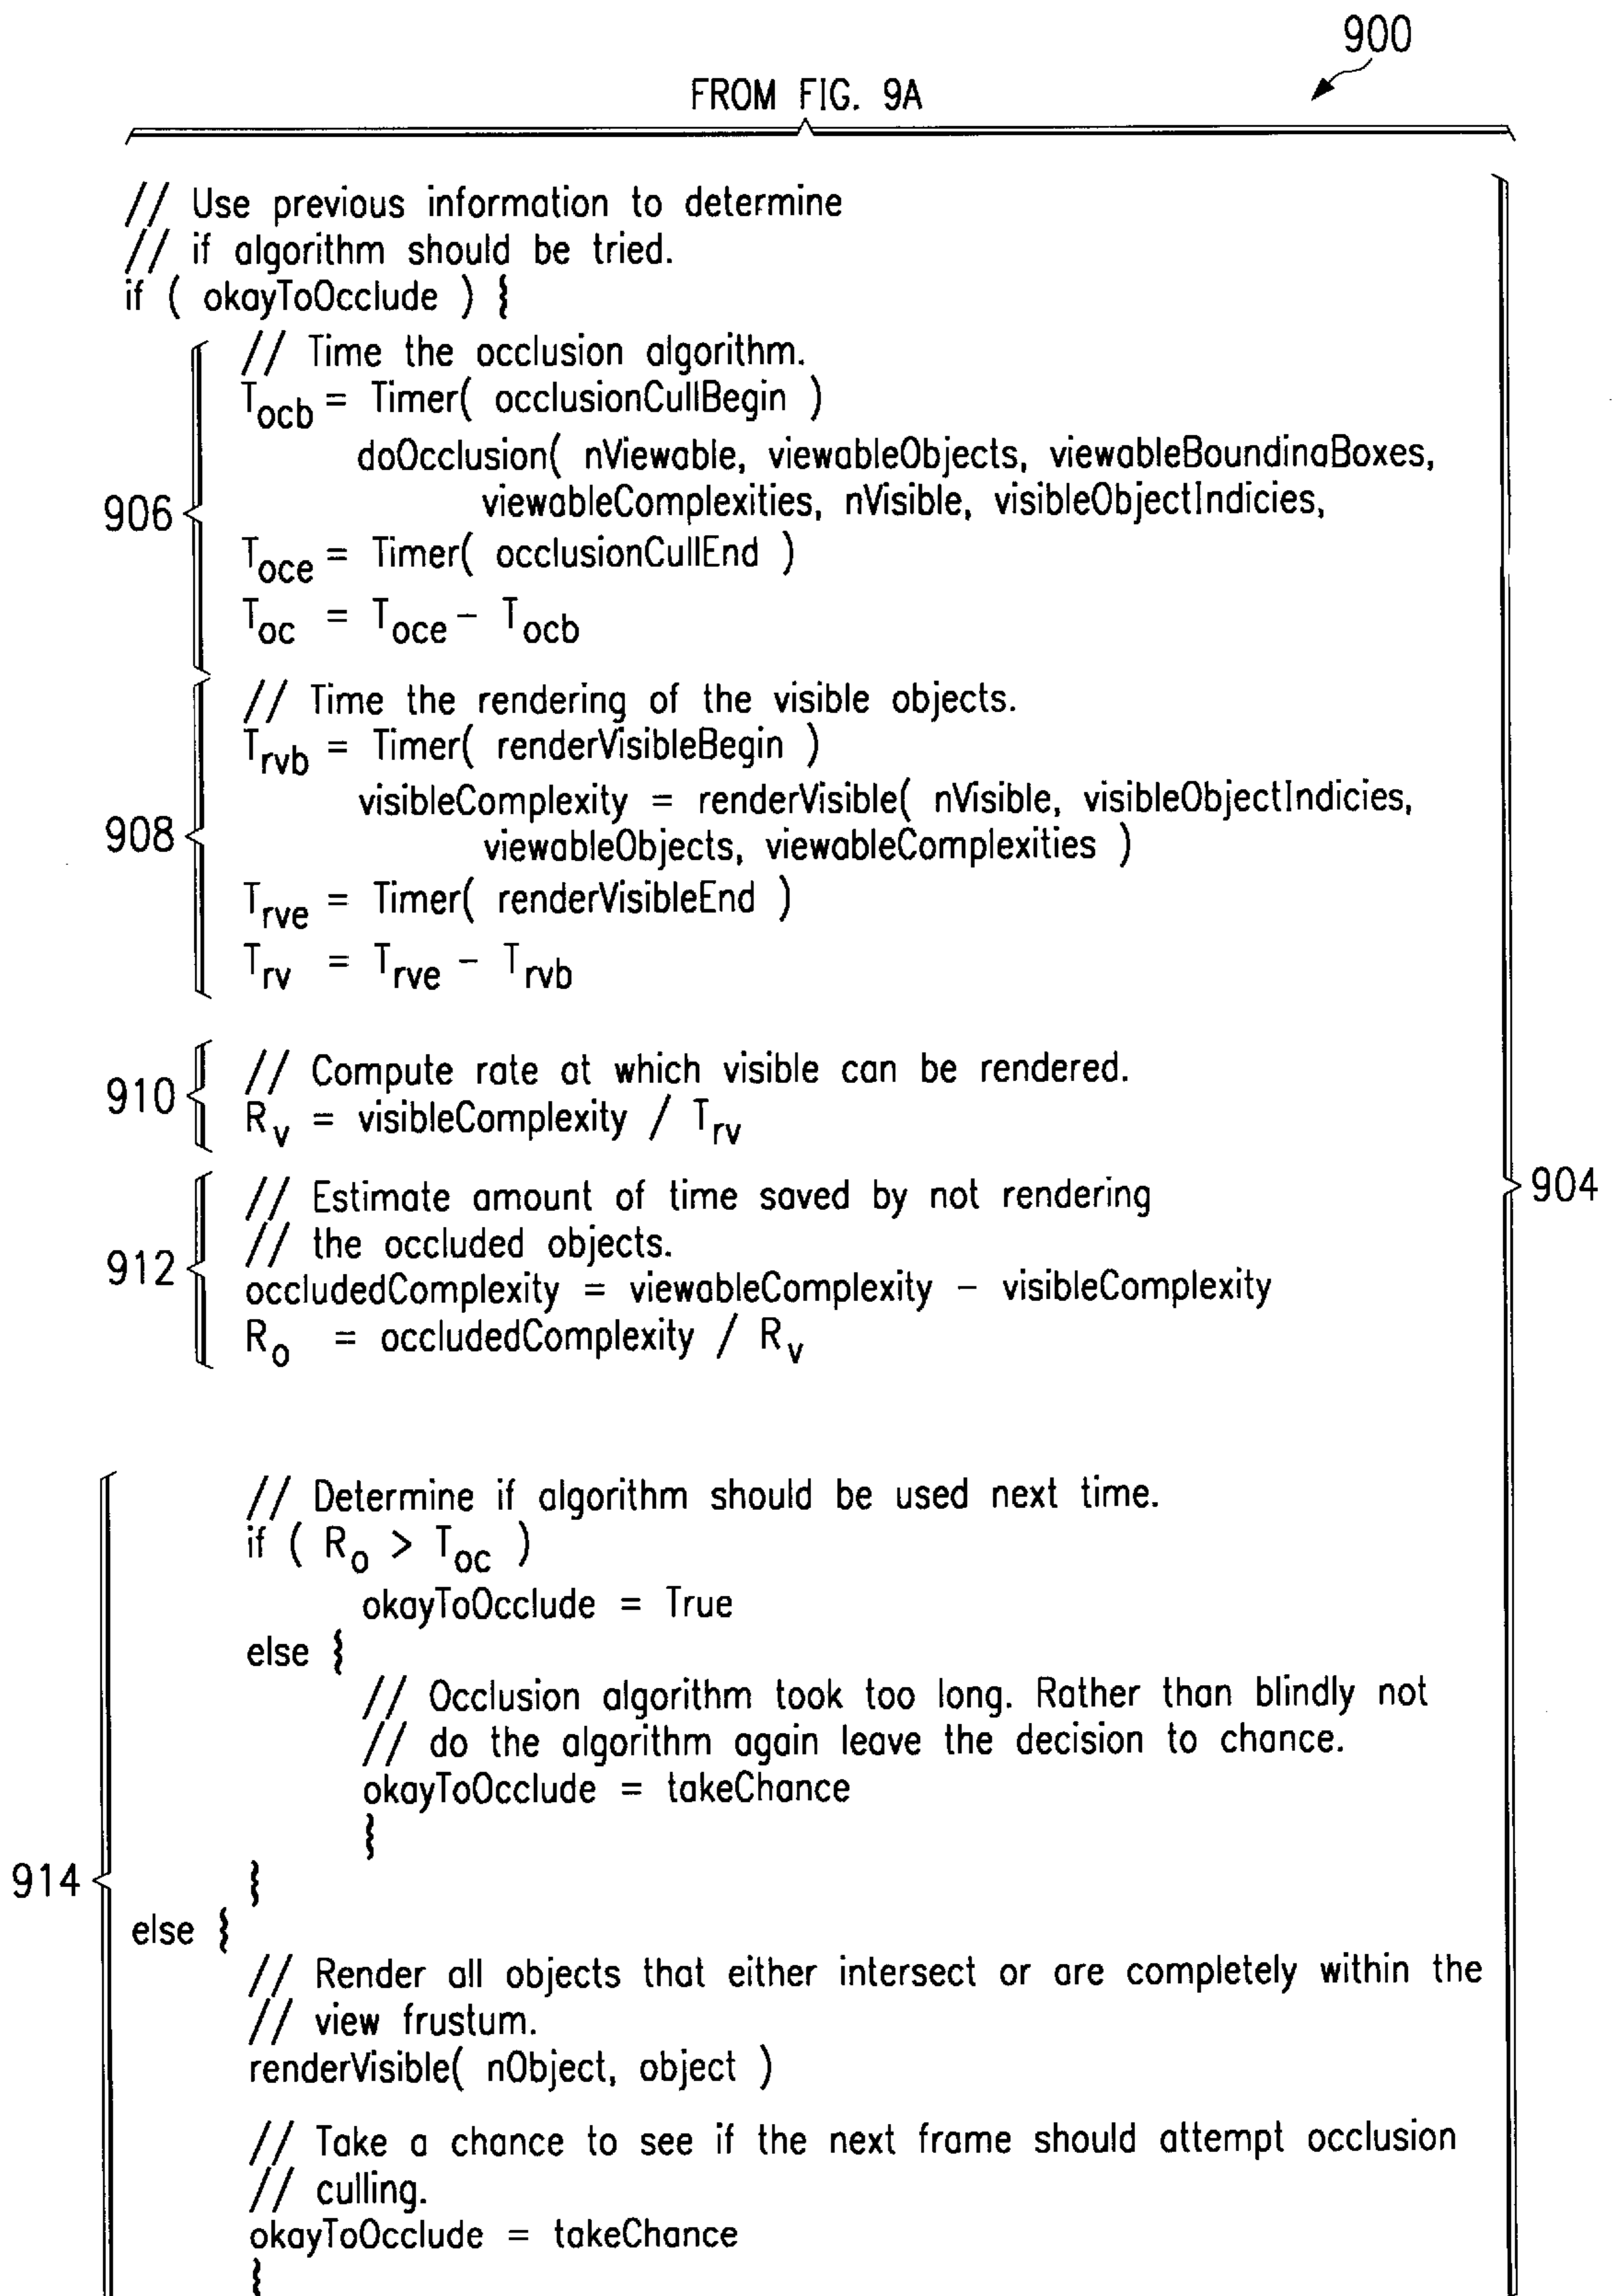 900
FROM FIG. 9A
// Use previous information to determine
// if algorithm should be tried.
if ( okayToOcclude ) {
// Time the occlusion algorithm.
Tocb = Timer( occlusionCullBegin )
doOcclusion( nViewable, viewableObjects, viewableBoundinaBoxes,
viewableComplexities, nVisible, visibleObjectIndicies,
906
Toce = Timer( occlusionCullEnd )
Toc = Toce - Tocb
// Time the rendering of the visible objects.
Trvb = Timer( renderVisibleBegin )
visibleComplexity = renderVisible( nVisible, visibleObjectIndicies,
908
viewableObjects, viewableComplexities )
Trve = Timer( renderVisibleEnd )
Trv = Trve - Trvb
// Compute rate at which visible can be rendered.
910
Rv = visibleComplexity / Trv
904
// Estimate amount of time saved by not rendering
// the occluded objects.
912
occludedComplexity = viewableComplexity - visibleComplexity
Ro = occludedComplexity / Rv
// Determine if algorithm should be used next time.
if ( Ro > Toc )
okayToOcclude = True
else {
// Occlusion algorithm took too long. Rather than blindly not
// do the algorithm again leave the decision to chance.
okayToOcclude = takeChance
}
914
}
else {
// Render all objects that either intersect or are completely within the
// view frustum.
renderVisible( nObject, object )
// Take a chance to see if the next frame should attempt occlusion
// culling.
okayToOcclude = takeChance
}